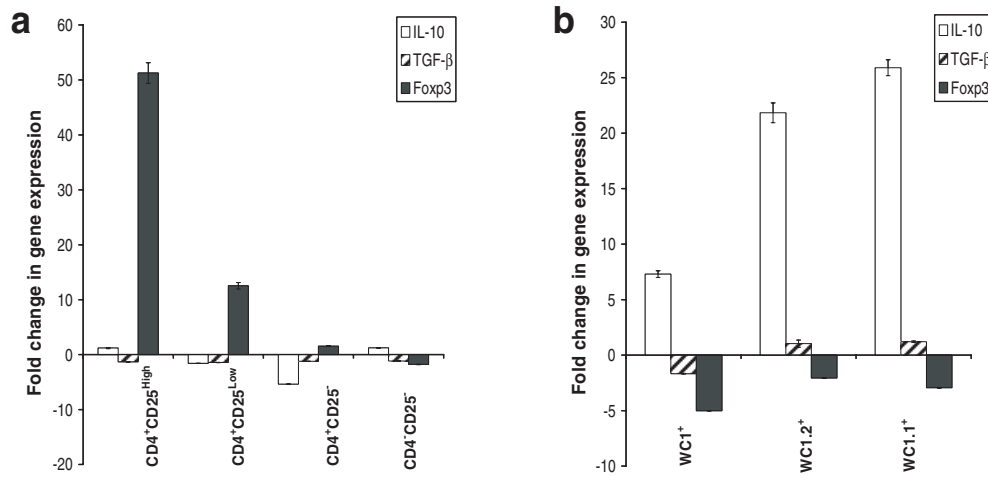 a
Fold change in gene expression
60
50
40
30
20
10
0
-10
-20
IL-10
TGF-β
Foxp3
CD4⁺CD25ᴴⁱᵍʰ
CD4⁺CD25ᴸᵒʷ
CD4⁺CD25⁻
CD4⁻CD25⁻
b
Fold change in gene expression
30
25
20
15
10
5
0
-5
-10
IL-10
TGF-β
Foxp3
WC1⁺
WC1.2⁺
WC1.1⁺